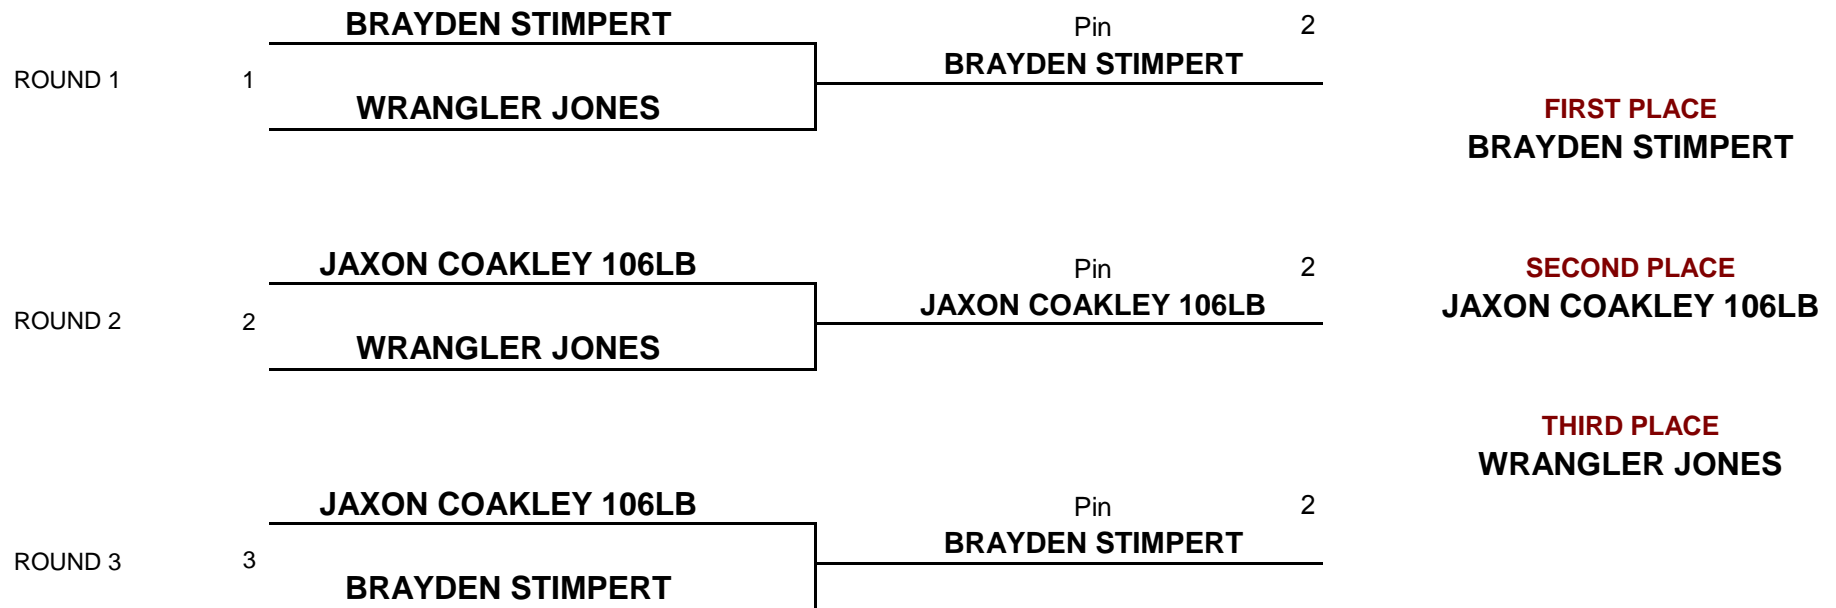 BRAYDEN STIMPERT
Pin 2
ROUND 1 1
BRAYDEN STIMPERT
WRANGLER JONES
FIRST PLACE
BRAYDEN STIMPERT
JAXON COAKLEY 106LB
Pin 2
SECOND PLACE
ROUND 2 2
JAXON COAKLEY 106LB
JAXON COAKLEY 106LB
WRANGLER JONES
THIRD PLACE
WRANGLER JONES
JAXON COAKLEY 106LB
Pin 2
ROUND 3 3
BRAYDEN STIMPERT
BRAYDEN STIMPERT